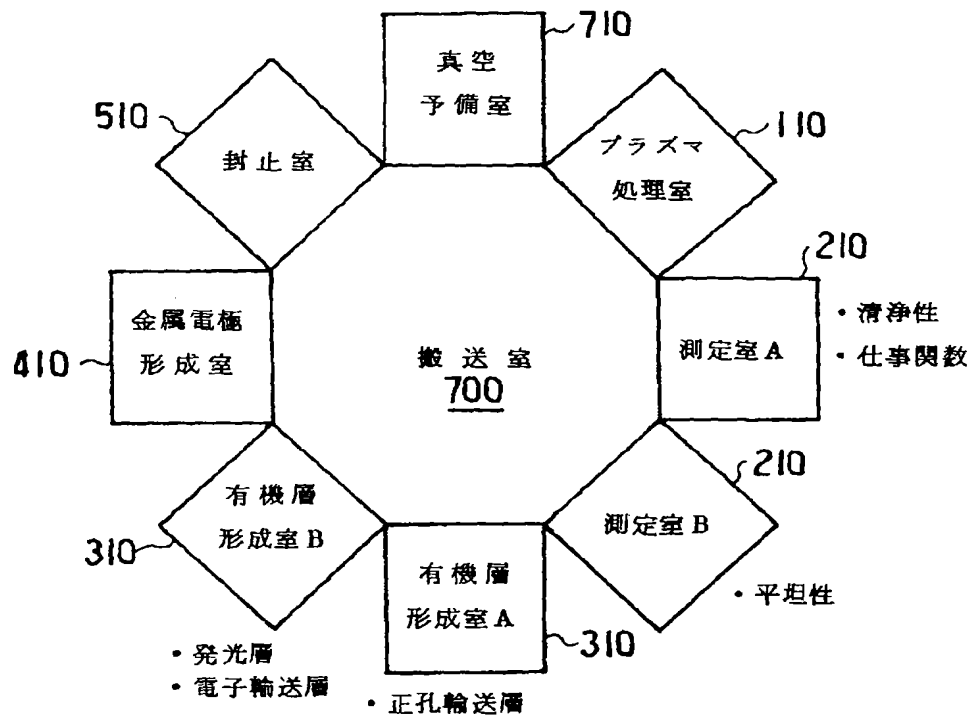 710
真空
予備室
510
封止室
110
プラズマ
処理室
210
測定室A
・清浄性
・仕事関数
410
金属電極
形成室
搬送室
700
210
測定室B
・平坦性
310
有機層
形成室B
・発光層
・電子輸送層
有機層
形成室A
310
・正孔輸送層